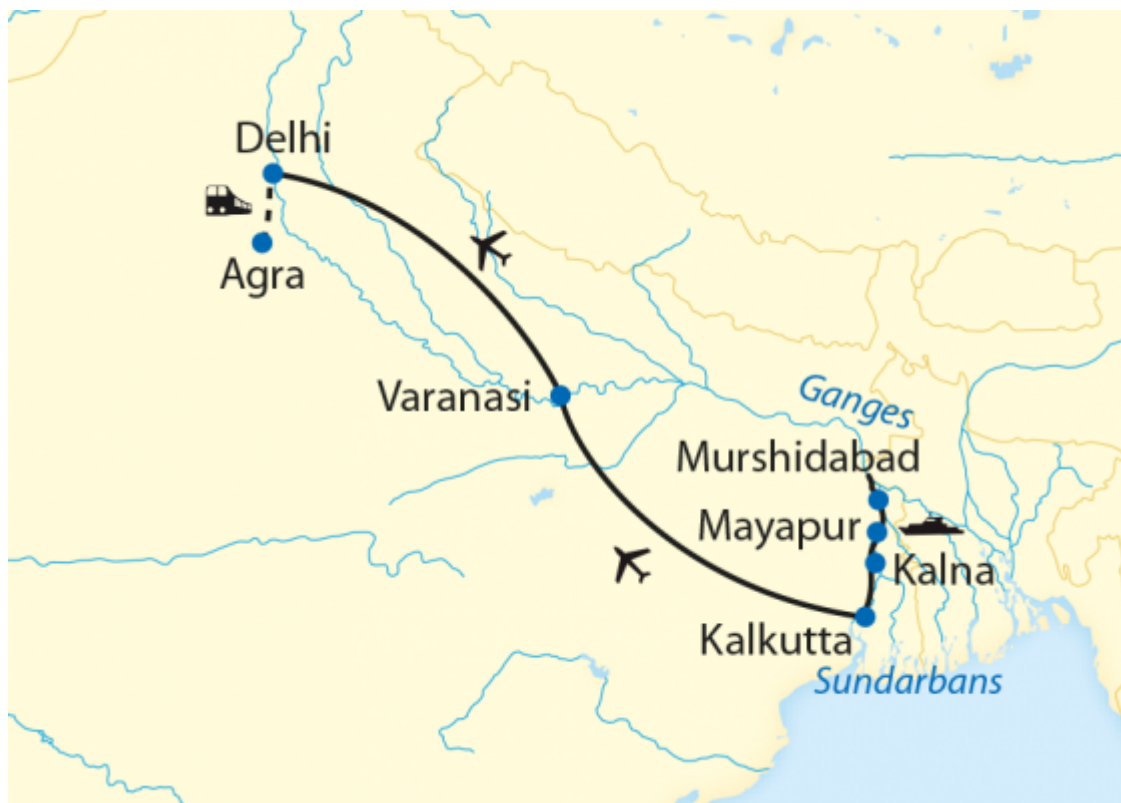 Delhi
Agra
Varanasi
Ganges
Murshidabad
Mayapur
Kalna
Kalkutta
Sundarbans